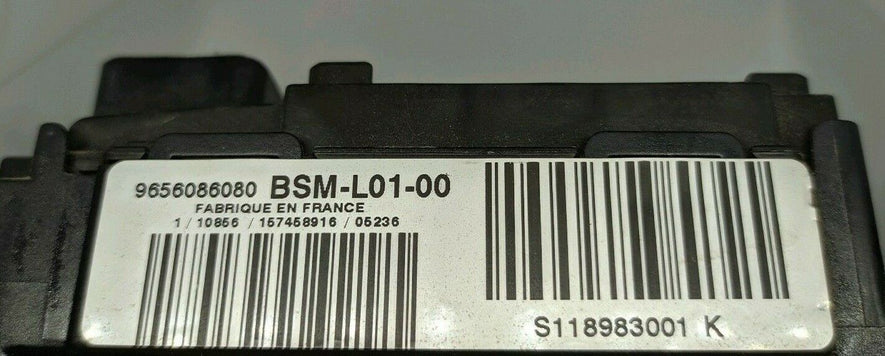 9656086080 BSM-L01-00
FABRIQUE EN FRANCE
1 / 10856 / 157458916 / 05236
S118983001 K